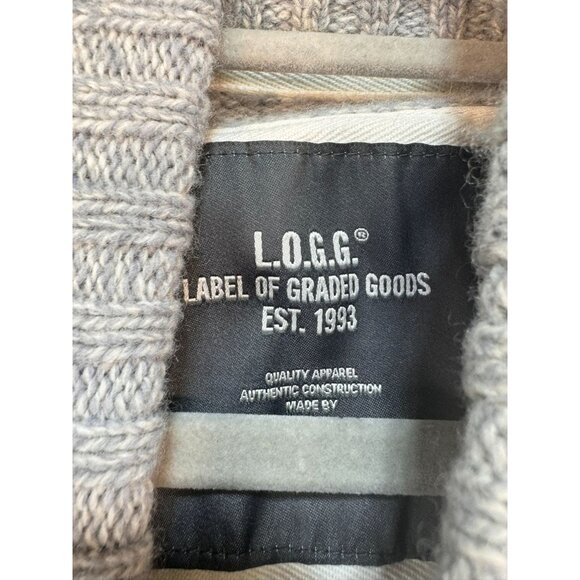 L.O.G.G.®
LABEL OF GRADED GOODS
EST. 1993
QUALITY APPAREL
AUTHENTIC CONSTRUCTION
MADE BY